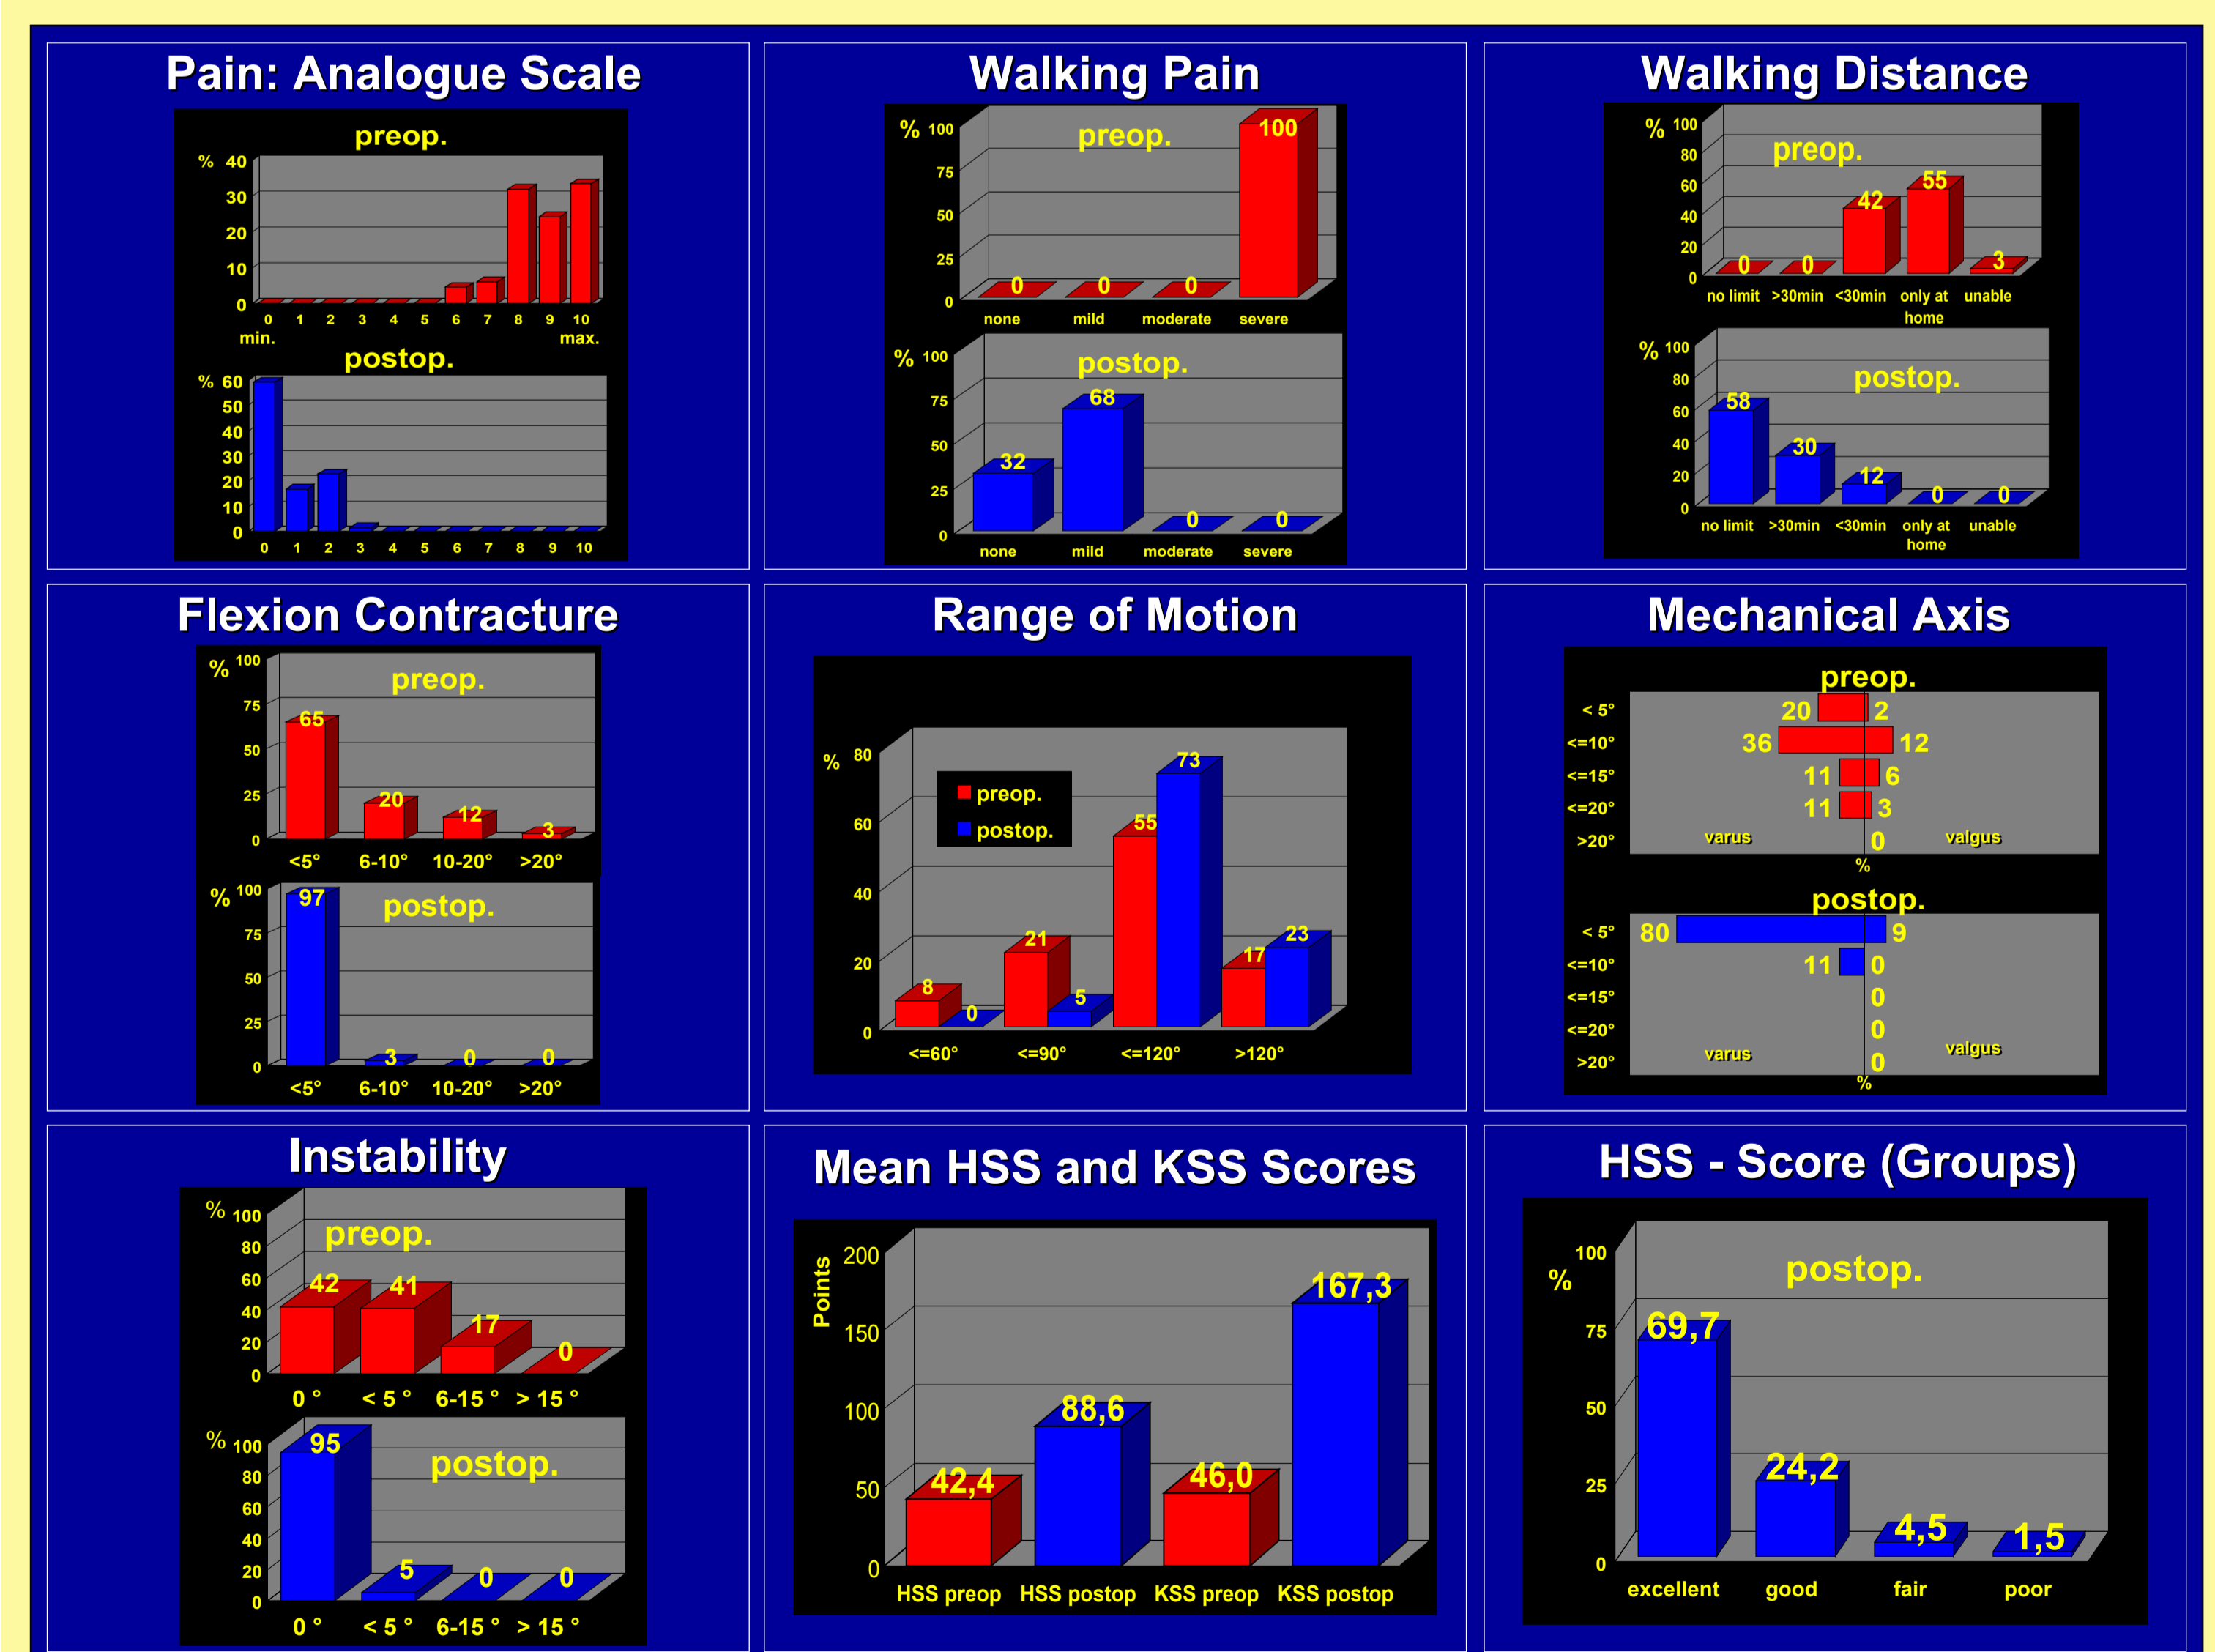 Pain: Analogue Scale
preop.
% 40
30
20
10
0
0 1 2 3 4 5 6 7 8 9 10
min. max.
postop.
% 60
50
40
30
20
10
0
0 1 2 3 4 5 6 7 8 9 10
Walking Pain
preop.
% 100
75
50
25
0
0 0 0 100
none mild moderate severe
postop.
% 100
75
50
25
0
32 68 0 0
none mild moderate severe
Walking Distance
% 100
80
60
40
20
0
preop.
0 0 42 55 3
no limit >30min <30min only at unable
home
% 100
80
60
40
20
0
postop.
58 30 12 0 0
no limit >30min <30min only at unable
home
Flexion Contracture
% 100
75
50
25
0
preop.
65 20 12 3
<5° 6-10° 10-20° >20°
% 100
75
50
25
0
postop.
97 3 0 0
<5° 6-10° 10-20° >20°
Range of Motion
% 80
60
40
20
0
preop.
postop.
8 0 21 5 55 73 17 23
<=60° <=90° <=120° >120°
Mechanical Axis
preop.
< 5° 20 2
<=10° 36 12
<=15° 11 6
<=20° 11 3
>20° varus 0 valgus
%
postop.
< 5° 80 9
<=10° 11 0
<=15° 0
<=20° 0
>20° varus 0 valgus
%
Instability
% 100
80
60
40
20
0
preop.
42 41 17 0
0 ° < 5 ° 6-15 ° > 15 °
% 100
80
60
40
20
0
postop.
95 5 0 0
0 ° < 5 ° 6-15 ° > 15 °
Mean HSS and KSS Scores
Points
200
150
100
50
0
42,4 88,6 46,0 167,3
HSS preop HSS postop KSS preop KSS postop
HSS - Score (Groups)
postop.
%
100
75
50
25
0
69,7 24,2 4,5 1,5
excellent good fair poor